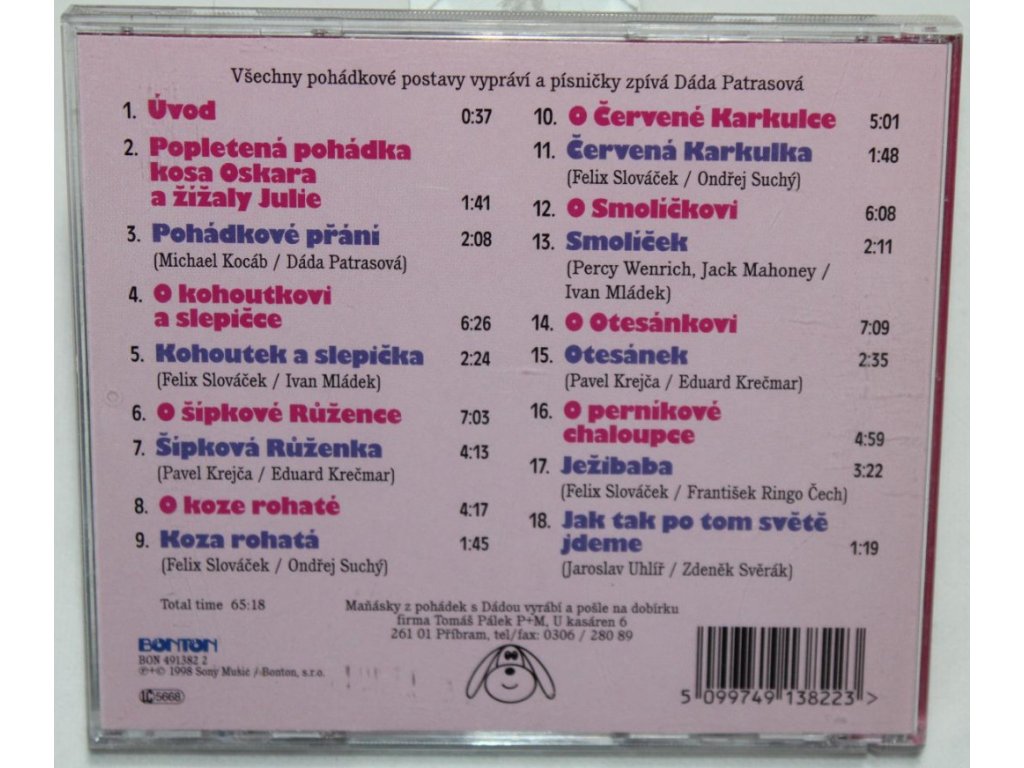 Všechny pohádkové postavy vypráví a písničky zpívá Dáda Patrasová
1. Úvod 0:37
2. Popletená pohádka
kosa Oskara
a žížaly Julie 1:41
3. Pohádkové přání 2:08
(Michael Kocáb / Dáda Patrasová)
4. O kohoutkovi
a slepičce 6:26
5. Kohoutek a slepička 2:24
(Felix Slováček / Ivan Mládek)
6. O šípkové Růžence 7:03
7. Šípková Růženka 4:13
(Pavel Krejča / Eduard Krečmar)
8. O koze rohaté 4:17
9. Koza rohatá 1:45
(Felix Slováček / Ondřej Suchý)
10. O Červené Karkulce 5:01
11. Červená Karkulka 1:48
(Felix Slováček / Ondřej Suchý)
12. O Smolíčkovi 6:08
13. Smolíček 2:11
(Percy Wenrich, Jack Mahoney /
Ivan Mládek)
14. O Otesánkovi 7:09
15. Otesánek 2:35
(Pavel Krejča / Eduard Krečmar)
16. O perníkové
chaloupce 4:59
17. Ježibaba 3:22
(Felix Slováček / František Ringo Čech)
18. Jak tak po tom světě
jdeme 1:19
(Jaroslav Uhlíř / Zdeněk Svěrák)
Total time 65:18
Maňásky z pohádek s Dádou vyrábí a pošle na dobírku
firma Tomáš Pálek P+M, U kasáren 6
261 01 Příbram, tel/fax: 0306 / 280 89
BONTON
BON 491382 2
℗+© 1998 Sony Music / Bonton, s.r.o.
LC 5668
5 099749 138223 >